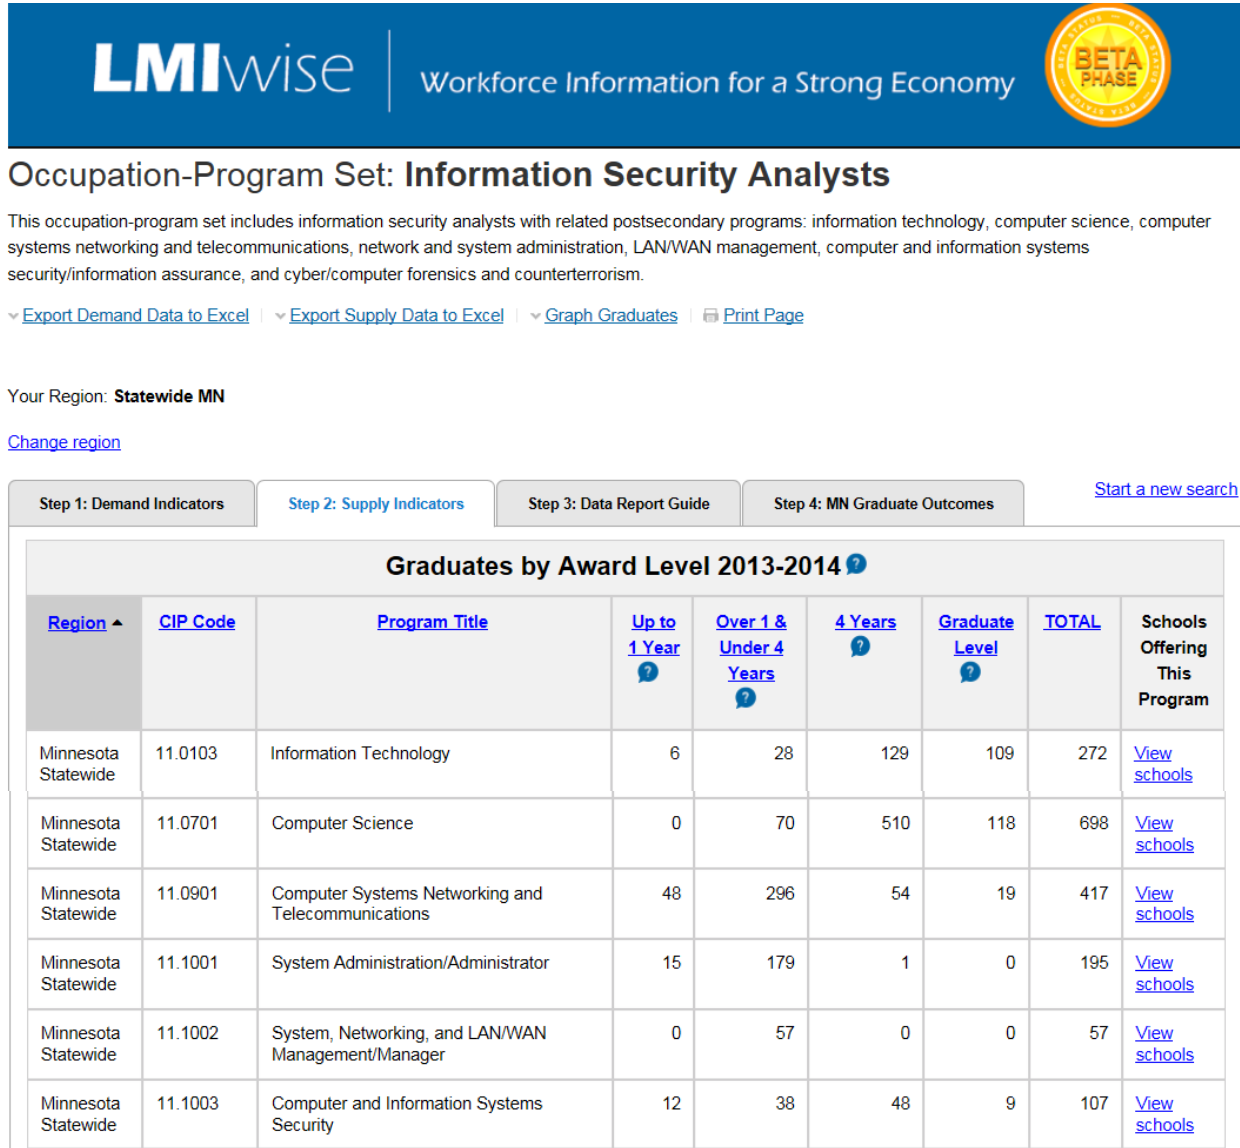 LMIwise
Workforce Information for a Strong Economy
BETA
PHASE
Occupation-Program Set: Information Security Analysts
This occupation-program set includes information security analysts with related postsecondary programs: information technology, computer science, computer
systems networking and telecommunications, network and system administration, LAN/WAN management, computer and information systems
security/information assurance, and cyber/computer forensics and counterterrorism.
Export Demand Data to Excel Export Supply Data to Excel Graph Graduates Print Page
Your Region: Statewide MN
Change region
Start a new search
Step 1: Demand Indicators Step 2: Supply Indicators Step 3: Data Report Guide Step 4: MN Graduate Outcomes
Graduates by Award Level 2013-2014 ?
Region CIP Code Program Title Up to Over 1 & 4 Years Graduate TOTAL Schools
1 Year Under 4 ? Level Offering
? Years ? This
? Program
Minnesota 11.0103 Information Technology 6 28 129 109 272 View
Statewide schools
Minnesota 11.0701 Computer Science 0 70 510 118 698 View
Statewide schools
Minnesota 11.0901 Computer Systems Networking and 48 296 54 19 417 View
Statewide Telecommunications schools
Minnesota 11.1001 System Administration/Administrator 15 179 1 0 195 View
Statewide schools
Minnesota 11.1002 System, Networking, and LAN/WAN 0 57 0 0 57 View
Statewide Management/Manager schools
Minnesota 11.1003 Computer and Information Systems 12 38 48 9 107 View
Statewide Security schools